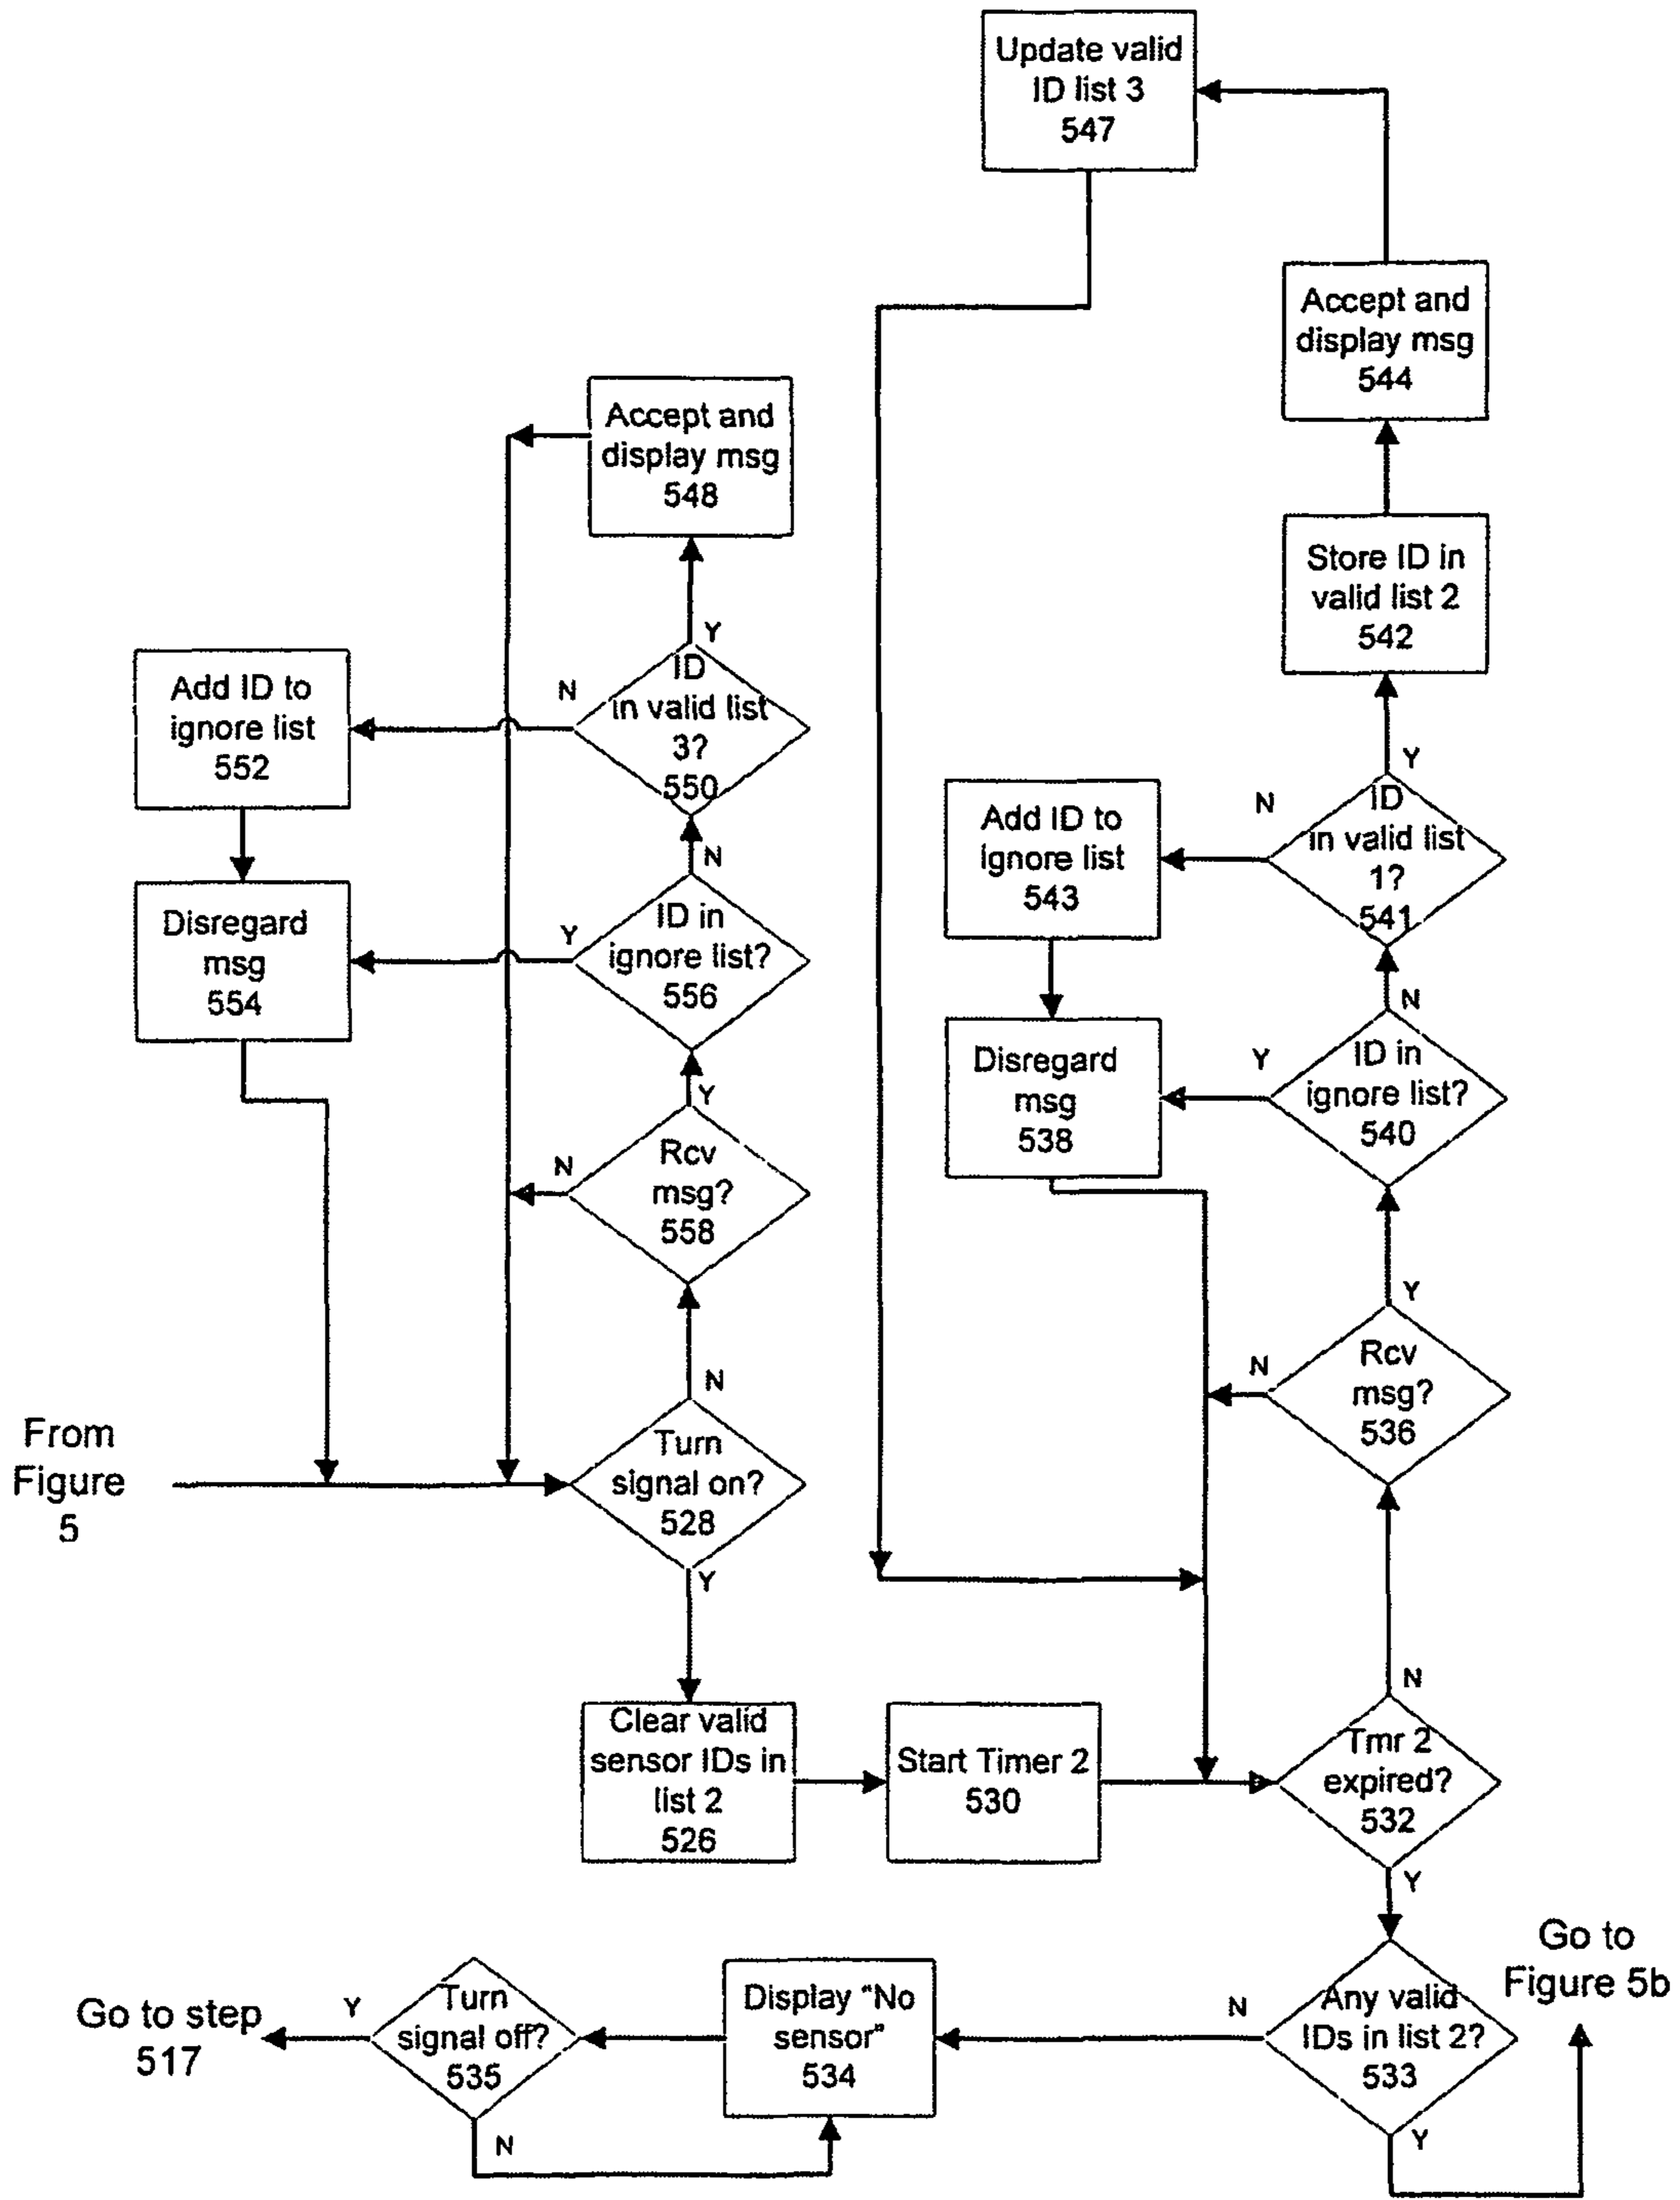 Update valid
ID list 3
547
Accept and
display msg
544
Accept and
display msg
548
Store ID in
valid list 2
542
Y
ID
in valid list
3?
550
N
Add ID to
ignore list
552
Y
ID
in valid list
1?
541
N
Add ID to
Ignore list
543
N
ID in
ignore list?
556
Y
Disregard
msg
554
N
ID in
ignore list?
540
Y
Disregard
msg
538
Y
Rcv
msg?
558
N
Y
Rcv
msg?
536
N
N
Turn
signal on?
528
Y
From
Figure
5
Clear valid
sensor IDs in
list 2
526
Start Timer 2
530
N
Tmr 2
expired?
532
Y
Go to
Figure 5b
Any valid
IDs in list 2?
533
N
Y
Display "No
sensor"
534
Turn
signal off?
535
Y
N
Go to step
517